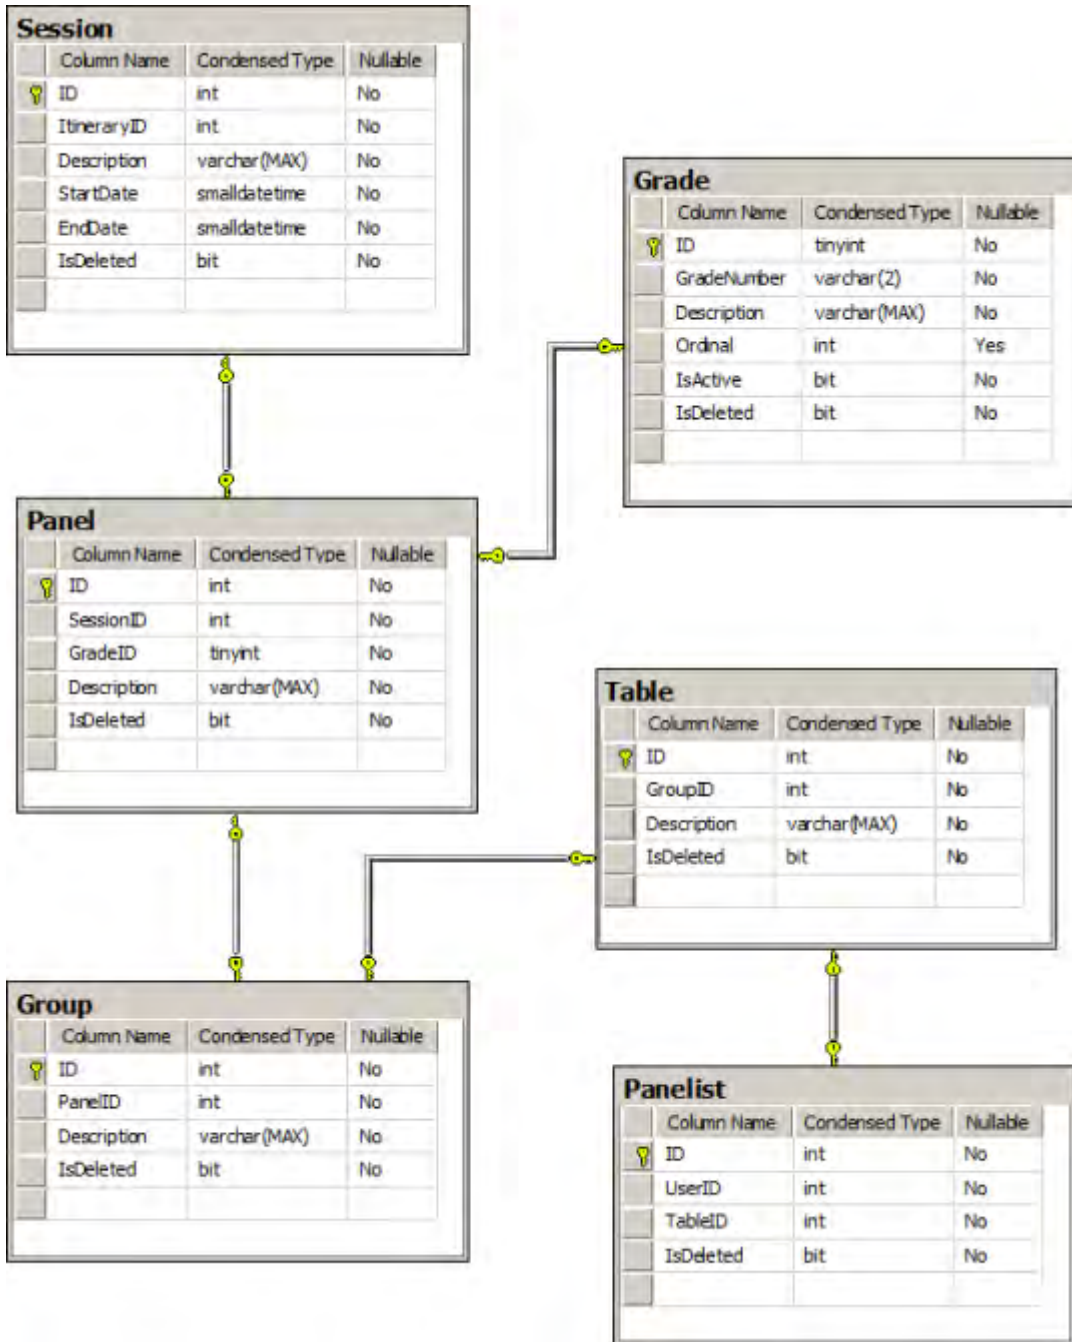 Session
Column Name Condensed Type Nullable
ID int No
ItineraryID int No
Description varchar(MAX) No
StartDate smalldatetime No
EndDate smalldatetime No
IsDeleted bit No
Grade
Column Name Condensed Type Nullable
ID tinyint No
GradeNumber varchar(2) No
Description varchar(MAX) No
Ordinal int Yes
IsActive bit No
IsDeleted bit No
Panel
Column Name Condensed Type Nullable
ID int No
SessionID int No
GradeID tinyint No
Description varchar(MAX) No
IsDeleted bit No
Table
Column Name Condensed Type Nullable
ID int No
GroupID int No
Description varchar(MAX) No
IsDeleted bit No
Group
Column Name Condensed Type Nullable
ID int No
PanelID int No
Description varchar(MAX) No
IsDeleted bit No
Panelist
Column Name Condensed Type Nullable
ID int No
UserID int No
TableID int No
IsDeleted bit No